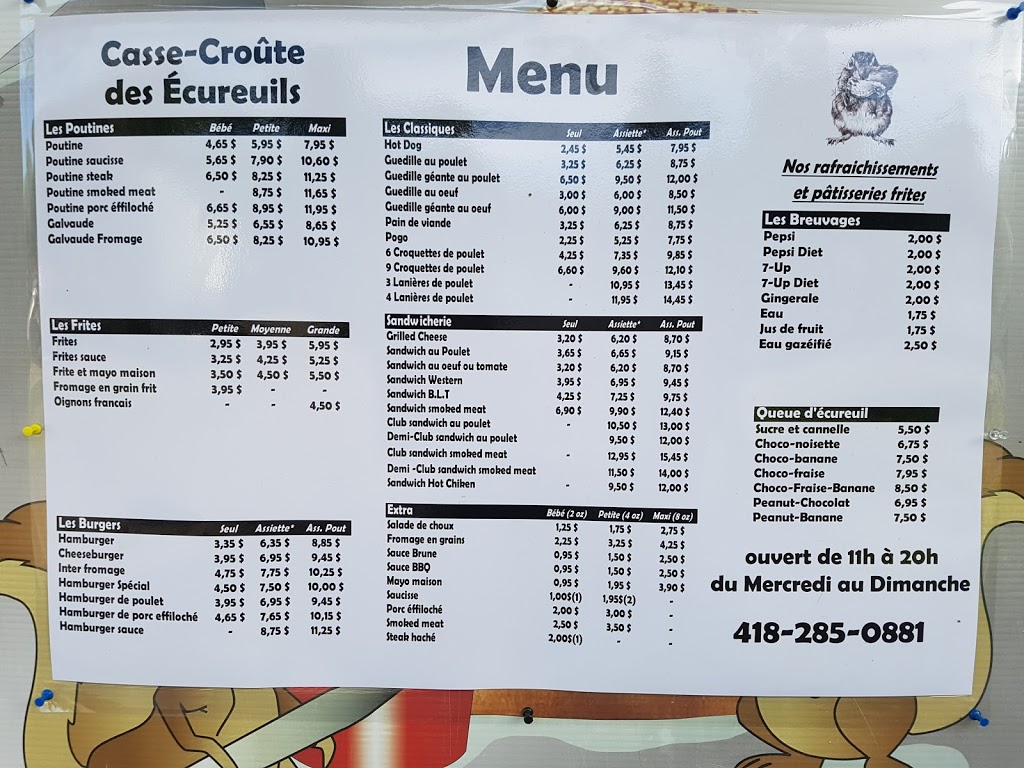 Casse-Croûte
des Écureuils
Les Poutines Bébé Petite Maxi
Poutine 4,65 $ 5,95 $ 7,95 $
Poutine saucisse 5,65 $ 7,90 $ 10,60 $
Poutine steak 6,50 $ 8,25 $ 11,25 $
Poutine smoked meat - 8,75 $ 11,65 $
Poutine porc éffiloché 6,65 $ 8,95 $ 11,95 $
Galvaude 5,25 $ 6,55 $ 8,65 $
Galvaude Fromage 6,50 $ 8,25 $ 10,95 $
Les Frites Petite Moyenne Grande
Frites 2,95 $ 3,95 $ 5,95 $
Frites sauce 3,25 $ 4,25 $ 5,25 $
Frite et mayo maison 3,50 $ 4,50 $ 5,50 $
Fromage en grain frit 3,95 $ - -
Oignons francais - - 4,50 $
Les Burgers Seul Assiette* Ass. Pout
Hamburger 3,35 $ 6,35 $ 8,85 $
Cheeseburger 3,95 $ 6,95 $ 9,45 $
Inter fromage 4,75 $ 7,75 $ 10,25 $
Hamburger Spécial 4,50 $ 7,50 $ 10,00 $
Hamburger de poulet 3,95 $ 6,95 $ 9,45 $
Hamburger de porc effiloché 4,65 $ 7,65 $ 10,15 $
Hamburger sauce - 8,75 $ 11,25 $
Menu
Les Classiques Seul Assiette* Ass. Pout
Hot Dog 2,45 $ 5,45 $ 7,95 $
Guedille au poulet 3,25 $ 6,25 $ 8,75 $
Guedille géante au poulet 6,50 $ 9,50 $ 12,00 $
Guedille au oeuf 3,00 $ 6,00 $ 8,50 $
Guedille géante au oeuf 6,00 $ 9,00 $ 11,50 $
Pain de viande 3,25 $ 6,25 $ 8,75 $
Pogo 2,25 $ 5,25 $ 7,75 $
6 Croquettes de poulet 4,25 $ 7,35 $ 9,85 $
9 Croquettes de poulet 6,60 $ 9,60 $ 12,10 $
3 Lanières de poulet - 10,95 $ 13,45 $
4 Lanières de poulet - 11,95 $ 14,45 $
Sandwicherie Seul Assiette* Ass. Pout
Grilled Cheese 3,20 $ 6,20 $ 8,70 $
Sandwich au Poulet 3,65 $ 6,65 $ 9,15 $
Sandwich au oeuf ou tomate 3,20 $ 6,20 $ 8,70 $
Sandwich Western 3,95 $ 6,95 $ 9,45 $
Sandwich B.L.T 4,25 $ 7,25 $ 9,75 $
Sandwich smoked meat 6,90 $ 9,90 $ 12,40 $
Club sandwich au poulet - 10,50 $ 13,00 $
Demi-Club sandwich au poulet 9,50 $ 12,00 $
Club sandwich smoked meat - 12,95 $ 15,45 $
Demi -Club sandwich smoked meat 11,50 $ 14,00 $
Sandwich Hot Chiken - 9,50 $ 12,00 $
Extra Bébé (2 oz) Petite (4 oz) Maxi (8 oz)
Salade de choux 1,25 $ 1,75 $ 2,75 $
Fromage en grains 2,25 $ 3,25 $ 4,25 $
Sauce Brune 0,95 $ 1,50 $ 2,50 $
Sauce BBQ 0,95 $ 1,50 $ 2,50 $
Mayo maison 0,95 $ 1,95 $ 3,90 $
Saucisse 1,00$(1) 1,95$(2) -
Porc éffiloché 2,00 $ 3,00 $ -
Smoked meat 2,50 $ 3,50 $ -
Steak haché 2,00$(1) - -
Nos rafraichissements
et pâtisseries frites
Les Breuvages
Pepsi 2,00 $
Pepsi Diet 2,00 $
7-Up 2,00 $
7-Up Diet 2,00 $
Gingerale 2,00 $
Eau 1,75 $
Jus de fruit 1,75 $
Eau gazéifié 2,50 $
Queue d'écureuil
Sucre et cannelle 5,50 $
Choco-noisette 6,75 $
Choco-banane 7,50 $
Choco-fraise 7,95 $
Choco-Fraise-Banane 8,50 $
Peanut-Chocolat 6,95 $
Peanut-Banane 7,50 $
ouvert de 11h à 20h
du Mercredi au Dimanche
418-285-0881